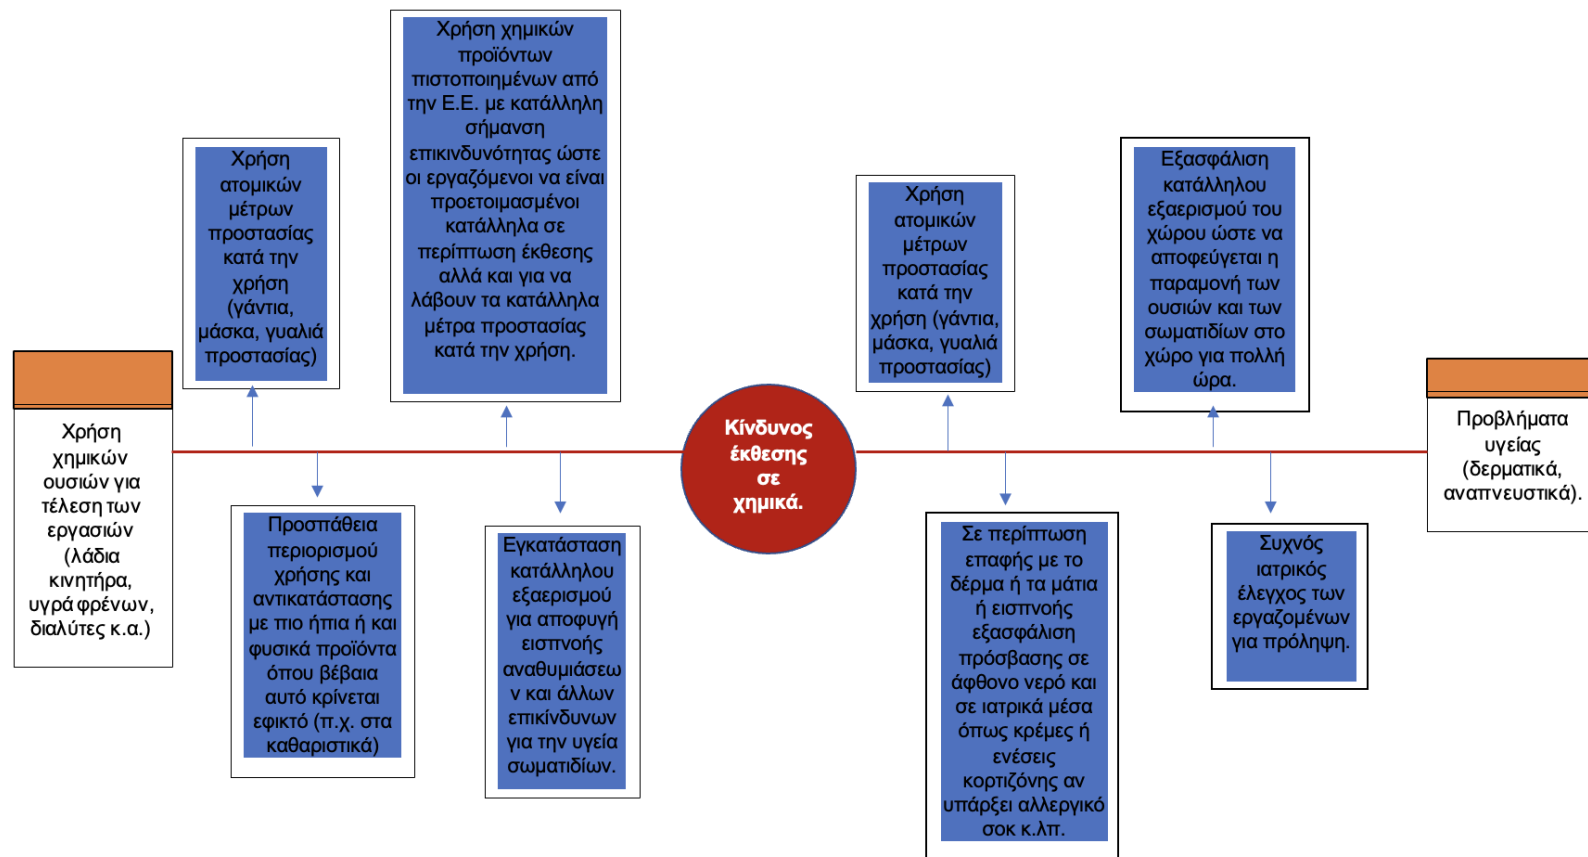 Χρήση
χημικών
ουσιών για
τέλεση των
εργασιών
(λάδια
κινητήρα,
υγρά φρένων,
διαλύτες κ.α.)
Χρήση
ατομικών
μέτρων
προστασίας
κατά την
χρήση
(γάντια,
μάσκα, γυαλιά
προστασίας)
Προσπάθεια
περιορισμού
χρήσης και
αντικατάστασης
με πιο ήπια ή και
φυσικά προϊόντα
όπου βέβαια
αυτό κρίνεται
εφικτό (π.χ. στα
καθαριστικά)
Χρήση χημικών
προϊόντων
πιστοποιημένων από
την Ε.Ε. με κατάλληλη
σήμανση
επικινδυνότητας ώστε
οι εργαζόμενοι να είναι
προετοιμασμένοι
κατάλληλα σε
περίπτωση έκθεσης
αλλά και για να
λάβουν τα κατάλληλα
μέτρα προστασίας
κατά την χρήση.
Εγκατάσταση
κατάλληλου
εξαερισμού
για αποφυγή
εισπνοής
αναθυμιάσεω
ν και άλλων
επικίνδυνων
για την υγεία
σωματιδίων.
Κίνδυνος
έκθεσης
σε
χημικά.
Χρήση
ατομικών
μέτρων
προστασίας
κατά την
χρήση (γάντια,
μάσκα, γυαλιά
προστασίας)
Σε περίπτωση
επαφής με το
δέρμα ή τα μάτια
ή εισπνοής
εξασφάλιση
πρόσβασης σε
άφθονο νερό και
σε ιατρικά μέσα
όπως κρέμες ή
ενέσεις
κορτιζόνης αν
υπάρξει αλλεργικό
σοκ κ.λπ.
Εξασφάλιση
κατάλληλου
εξαερισμού του
χώρου ώστε να
αποφεύγεται η
παραμονή των
ουσιών και των
σωματιδίων στο
χώρο για πολλή
ώρα.
Συχνός
ιατρικός
έλεγχος των
εργαζομένων
για πρόληψη.
Προβλήματα
υγείας
(δερματικά,
αναπνευστικά).